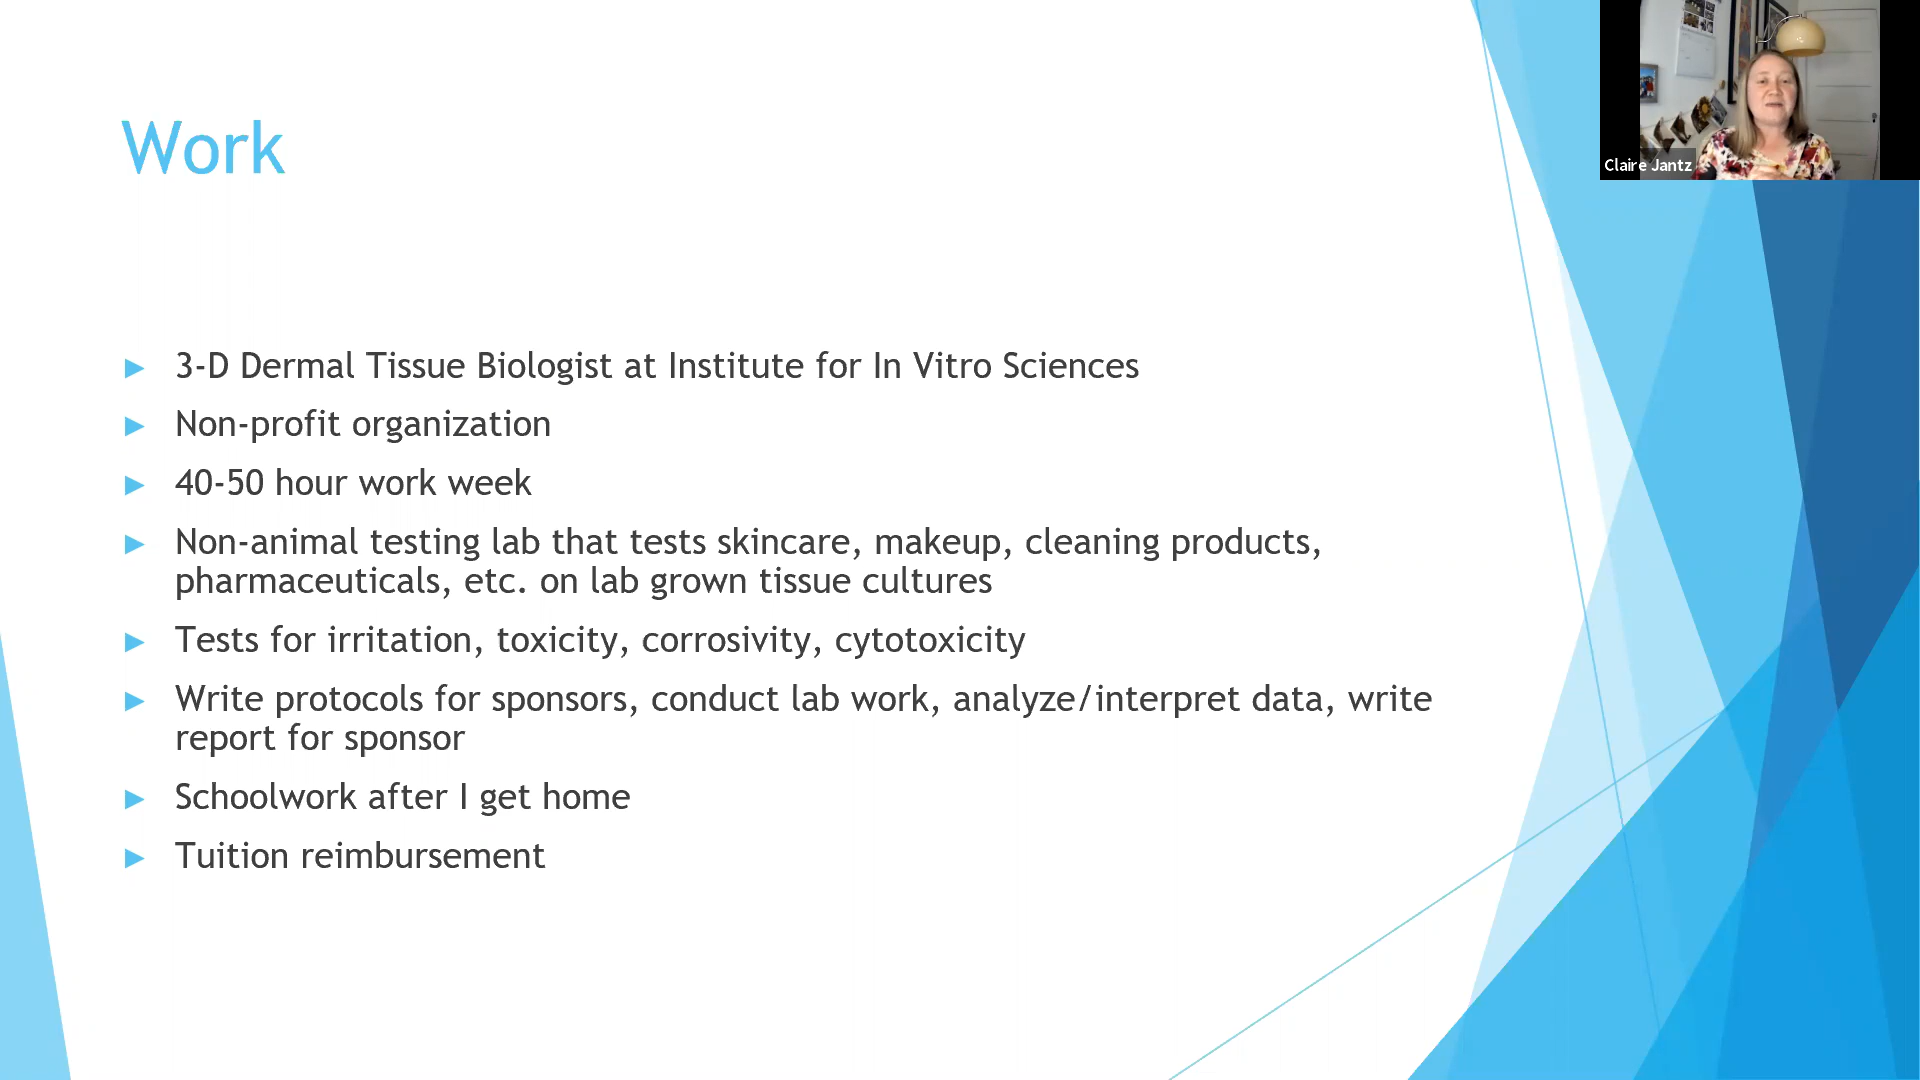 Work
3-D Dermal Tissue Biologist at Institute for In Vitro Sciences
Non-profit organization
40-50 hour work week
Non-animal testing lab that tests skincare, makeup, cleaning products,
pharmaceuticals, etc. on lab grown tissue cultures
Tests for irritation, toxicity, corrosivity, cytotoxicity
Write protocols for sponsors, conduct lab work, analyze/interpret data, write
report for sponsor
Schoolwork after I get home
Tuition reimbursement
Claire Jantz